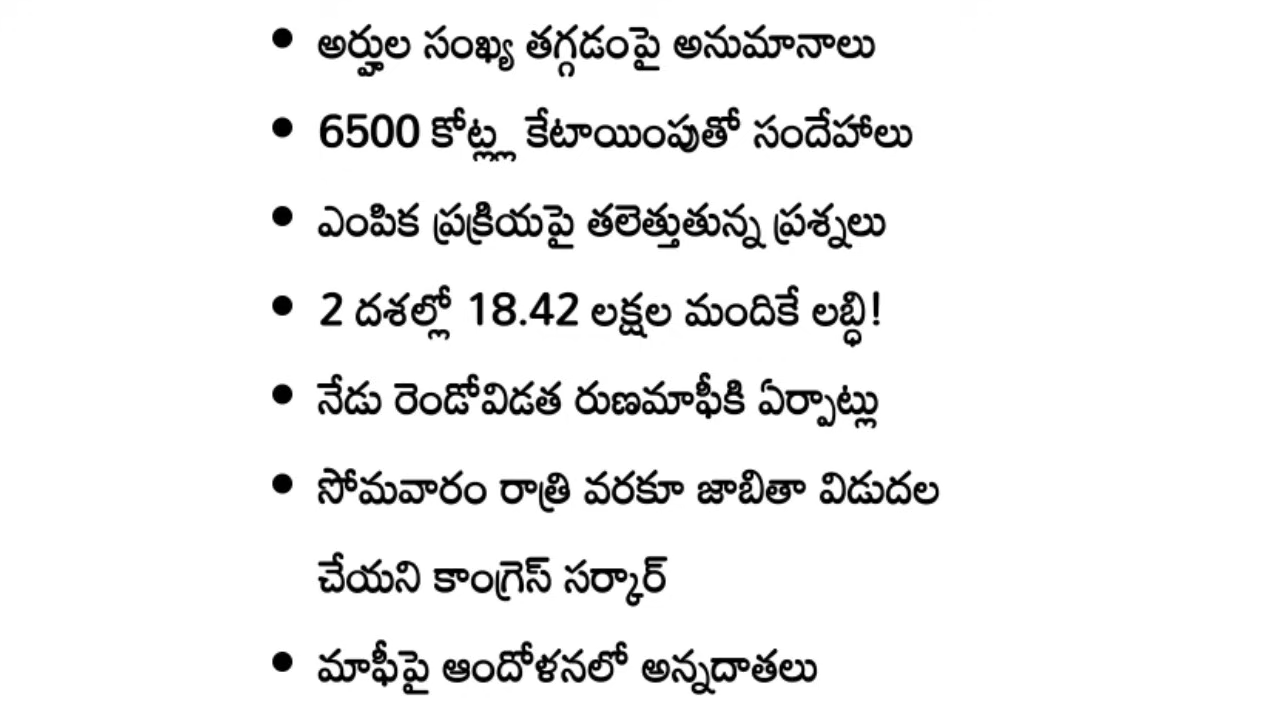 • అర్హుల సంఖ్య తగ్గడంపై అనుమానాలు
• 6500 కోట్ల్ల కేటాయింపుతో సందేహాలు
• ఎంపిక ప్రక్రియపై తలెత్తుతున్న ప్రశ్నలు
• 2 దశల్లో 18.42 లక్షల మందికే లబ్ధి!
• నేడు రెండోవిడత రుణమాఫీకి ఏర్పాట్లు
• సోమవారం రాత్రి వరకూ జాబితా విడుదల
చేయని కాంగ్రెస్ సర్కార్
• మాఫీపై ఆందోళనలో అన్నదాతలు